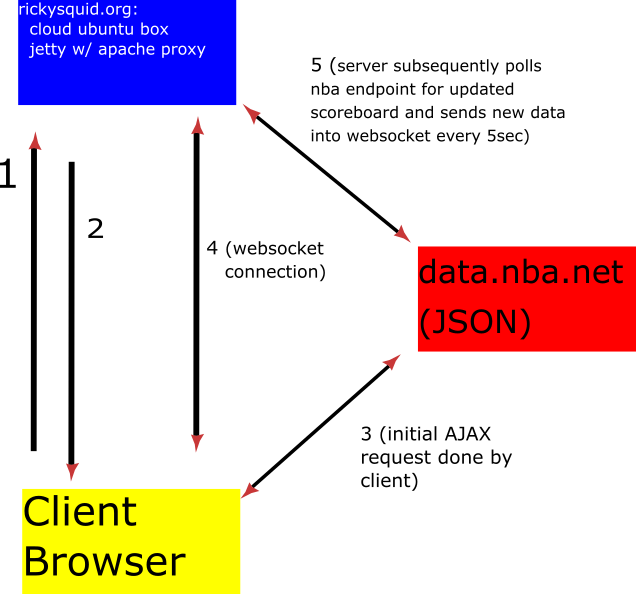 rickysquid.org:
cloud ubuntu box
jetty w/ apache proxy
5 (server subsequently polls
nba endpoint for updated
scoreboard and sends new data
into websocket every 5sec)
1
2
4 (websocket
connection)
data.nba.net
(JSON)
3 (initial AJAX
request done by
client)
Client
Browser